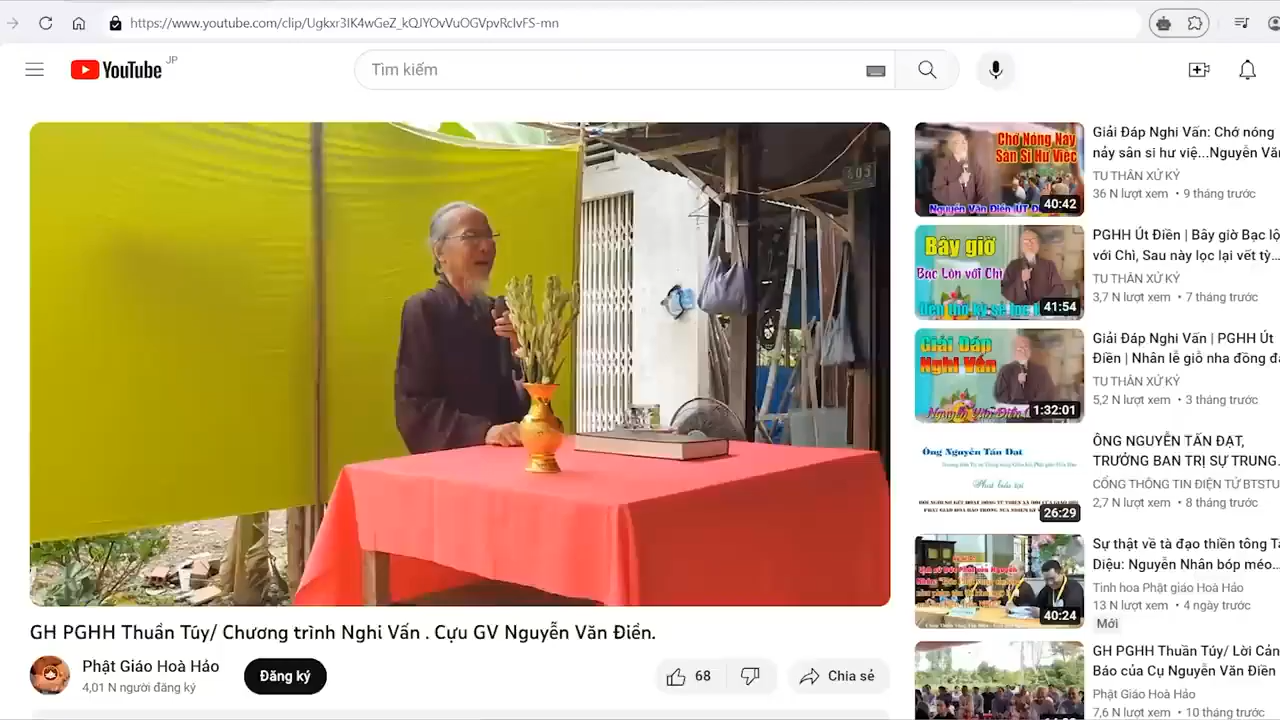 https://www.youtube.com/clip/Ugkxr3IK4wGeZ_kQJYOvVuOGVpvRcIvFS-mn
YouTube JP
Tìm kiếm
603
GH PGHH Thuần Túy/ Chương trình Nghi Vấn . Cựu GV Nguyễn Văn Điền.
Phật Giáo Hoà Hảo
4,01 N người đăng ký
Đăng ký
68
Chia sẻ
Chớ Nóng Nảy
Sân Si Hư Việc
40:42
Giải Đáp Nghi Vấn: Chớ nóng
nảy sân si hư việ...Nguyễn Văn
TU THÂN XỬ KỶ
36 N lượt xem • 9 tháng trước
Bây giờ
Bạc Lộn với Chì
41:54
PGHH Út Điền | Bây giờ Bạc lộ
với Chì, Sau này lọc lại vết tỳ...
TU THÂN XỬ KỶ
3,7 N lượt xem • 7 tháng trước
Giải Đáp
Nghi Vấn
1:32:01
Giải Đáp Nghi Vấn | PGHH Út
Điền | Nhân lễ giỗ nha đồng đạ
TU THÂN XỬ KỶ
5,2 N lượt xem • 3 tháng trước
Ông Nguyễn Tấn Đạt
Phát biểu tại
26:29
ÔNG NGUYỄN TẤN ĐẠT,
TRƯỞNG BAN TRỊ SỰ TRUNG
CỔNG THÔNG TIN ĐIỆN TỬ BTSTU
2,7 N lượt xem • 8 tháng trước
40:24
Sự thật về tà đạo thiền tông Tâ
Diệu: Nguyễn Nhân bóp méo...
Tinh hoa Phật giáo Hoà Hảo
13 N lượt xem • 4 ngày trước
Mới
GH PGHH Thuần Túy/ Lời Cản
Báo của Cụ Nguyễn Văn Điền
Phật Giáo Hoà Hảo
7,6 N lượt xem • 10 tháng trước